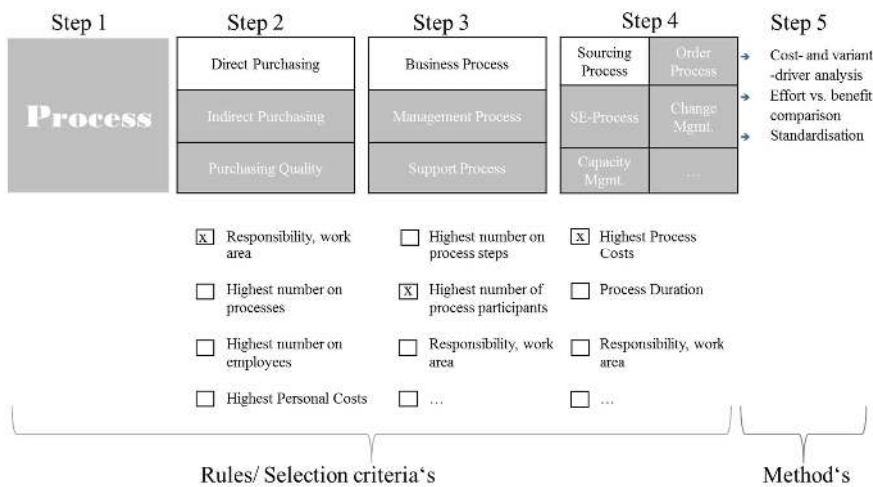 Step 1
Step 2
Step 3
Step 4
Step 5
Process
Direct Purchasing
Indirect Purchasing
Purchasing Quality
Business Process
Management Process
Support Process
Sourcing
Process
Order
Process
SE-Process
Change
Mgmt.
Capacity
Mgmt.
...
Cost- and variant
-driver analysis
Effort vs. benefit
comparison
Standardisation
x Responsibility, work
area
Highest number on
processes
Highest number on
employees
Highest Personal Costs
Highest number on
process steps
x Highest number of
process participants
Responsibility, work
area
...
x Highest Process
Costs
Process Duration
Responsibility, work
area
...
Rules/ Selection criteria‘s
Method‘s